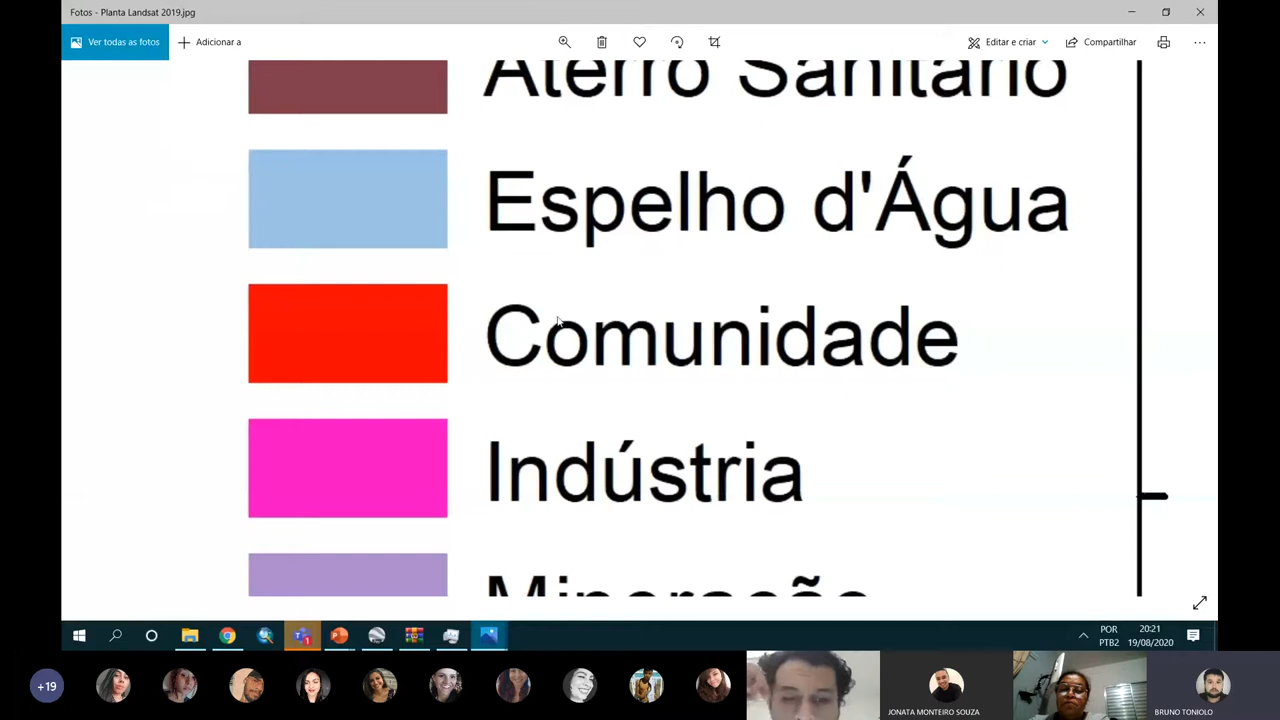 Fotos - Planta Landsat 2019.jpg
Ver todas as fotos
Adicionar a
Editar e criar
Compartilhar
Aterro Sanitário
Espelho d'Água
Comunidade
Indústria
Mineração
POR
PTB2
20:21
19/08/2020
+19
JONATA MONTEIRO SOUZA
BRUNO TONIOLO